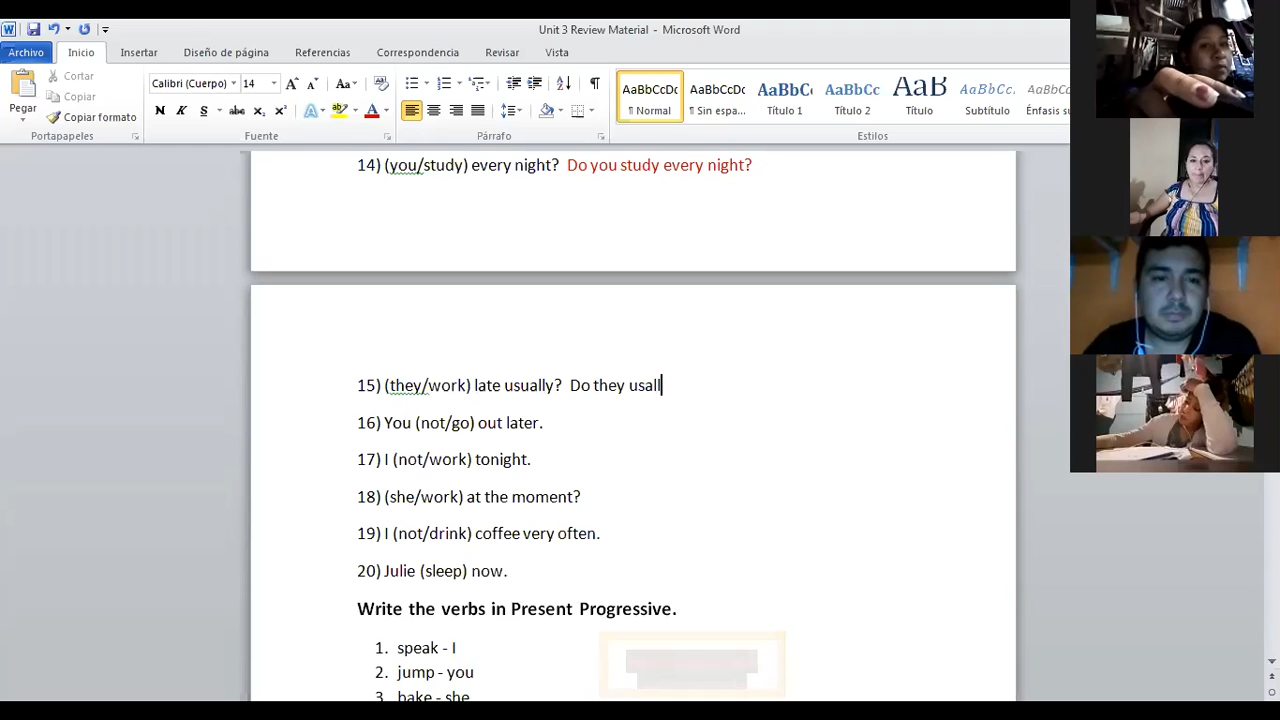 Unit 3 Review Material - Microsoft Word
Archivo Inicio Insertar Diseño de página Referencias Correspondencia Revisar Vista
Pegar
Cortar
Copiar
Copiar formato
Portapapeles
Calibri (Cuerpo) 14
N K S abc x₂ x²
Fuente
Párrafo
AaBbCcDc AaBbCcDc AaBbC AaBbCc AaB AaBbCc. AaBbCc
¶ Normal ¶ Sin espa... Título 1 Título 2 Título Subtítulo Énfasis su
Estilos
14) (you/study) every night? Do you study every night?
15) (they/work) late usually? Do they usall
16) You (not/go) out later.
17) I (not/work) tonight.
18) (she/work) at the moment?
19) I (not/drink) coffee very often.
20) Julie (sleep) now.
Write the verbs in Present Progressive.
1. speak - I
2. jump - you
3. bake - she